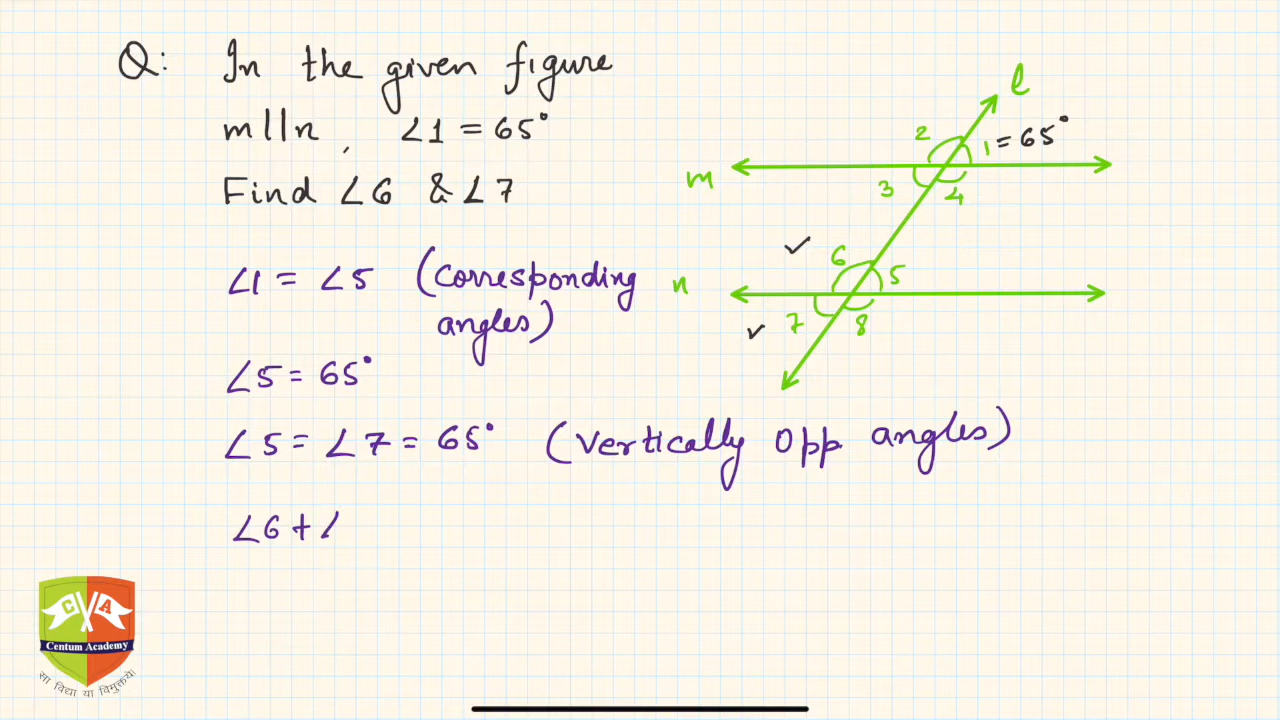 Q: In the given figure
m||n, ∠1 = 65°
Find ∠6 & ∠7
∠1 = ∠5 (corresponding
angles)
∠5 = 65°
∠5 = ∠7 = 65° (Vertically Opp angles)
∠6 + ∠
l
2 1 = 65°
m
3 4
6 5
n
7 8
C A
Centum Academy
सा विद्या या विमुक्तये।